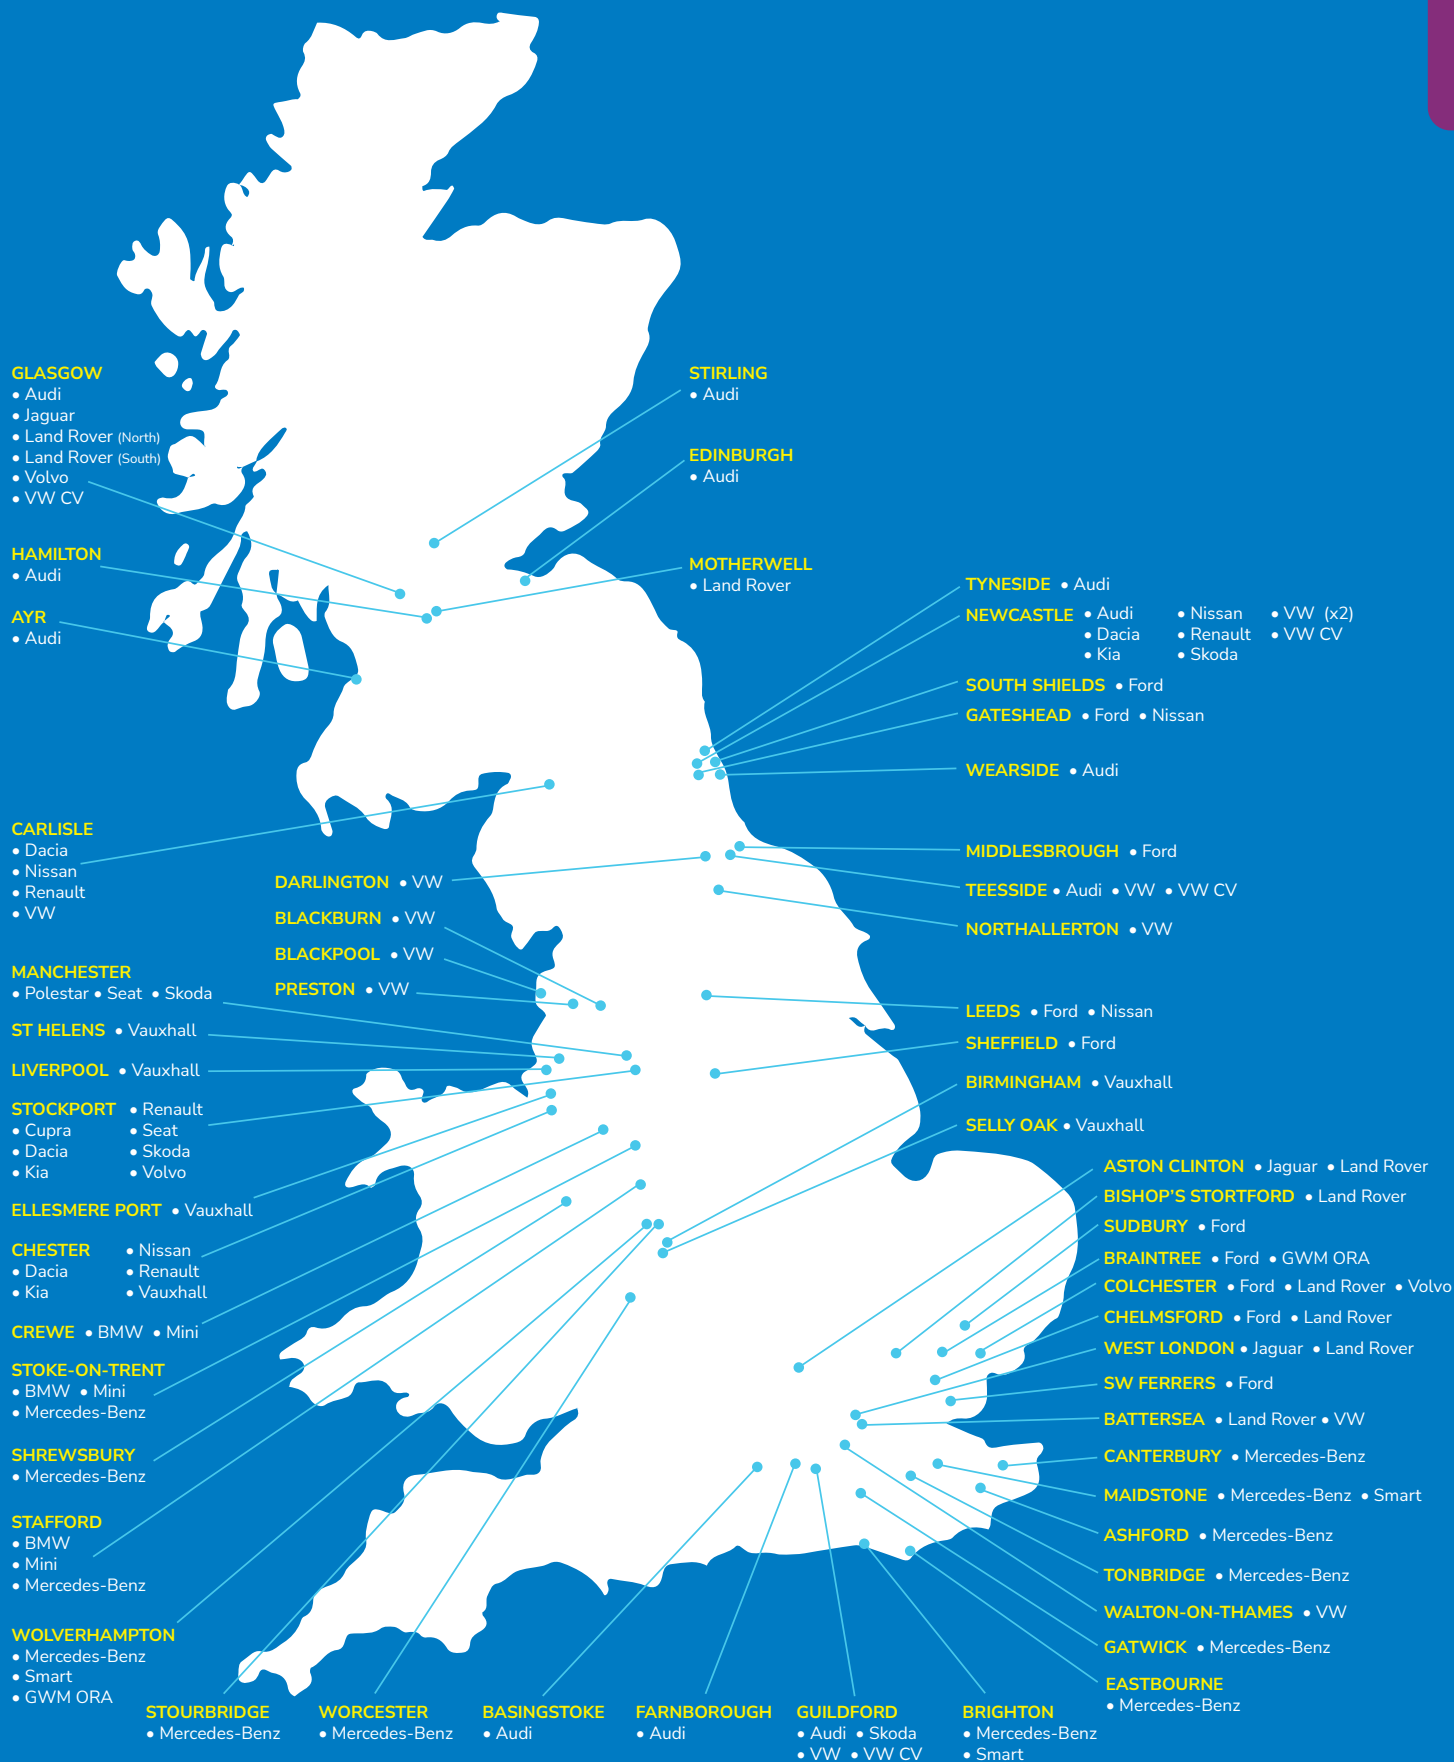 GLASGOW
• Audi
• Jaguar
• Land Rover (North)
• Land Rover (South)
• Volvo
• VW CV
HAMILTON
• Audi
AYR
• Audi
STIRLING
• Audi
EDINBURGH
• Audi
MOTHERWELL
• Land Rover
TYNESIDE • Audi
NEWCASTLE • Audi • Nissan • VW (x2)
• Dacia • Renault • VW CV
• Kia • Skoda
SOUTH SHIELDS • Ford
GATESHEAD • Ford • Nissan
WEARSIDE • Audi
CARLISLE
• Dacia
• Nissan
• Renault
• VW
DARLINGTON • VW
BLACKBURN • VW
BLACKPOOL • VW
PRESTON • VW
MIDDLESBROUGH • Ford
TEESSIDE • Audi • VW • VW CV
NORTHALLERTON • VW
MANCHESTER
• Polestar • Seat • Skoda
ST HELENS • Vauxhall
LIVERPOOL • Vauxhall
STOCKPORT • Renault
• Cupra • Seat
• Dacia • Skoda
• Kia • Volvo
ELLESMERE PORT • Vauxhall
CHESTER • Nissan
• Dacia • Renault
• Kia • Vauxhall
CREWE • BMW • Mini
STOKE-ON-TRENT
• BMW • Mini
• Mercedes-Benz
SHREWSBURY
• Mercedes-Benz
STAFFORD
• BMW
• Mini
• Mercedes-Benz
WOLVERHAMPTON
• Mercedes-Benz
• Smart
• GWM ORA
LEEDS • Ford • Nissan
SHEFFIELD • Ford
BIRMINGHAM • Vauxhall
SELLY OAK • Vauxhall
ASTON CLINTON • Jaguar • Land Rover
BISHOP'S STORTFORD • Land Rover
SUDBURY • Ford
BRAINTREE • Ford • GWM ORA
COLCHESTER • Ford • Land Rover • Volvo
CHELMSFORD • Ford • Land Rover
WEST LONDON • Jaguar • Land Rover
SW FERRERS • Ford
BATTERSEA • Land Rover • VW
CANTERBURY • Mercedes-Benz
MAIDSTONE • Mercedes-Benz • Smart
ASHFORD • Mercedes-Benz
TONBRIDGE • Mercedes-Benz
WALTON-ON-THAMES • VW
GATWICK • Mercedes-Benz
EASTBOURNE
• Mercedes-Benz
STOURBRIDGE
• Mercedes-Benz
WORCESTER
• Mercedes-Benz
BASINGSTOKE
• Audi
FARNBOROUGH
• Audi
GUILDFORD
• Audi • Skoda
• VW • VW CV
BRIGHTON
• Mercedes-Benz
• Smart